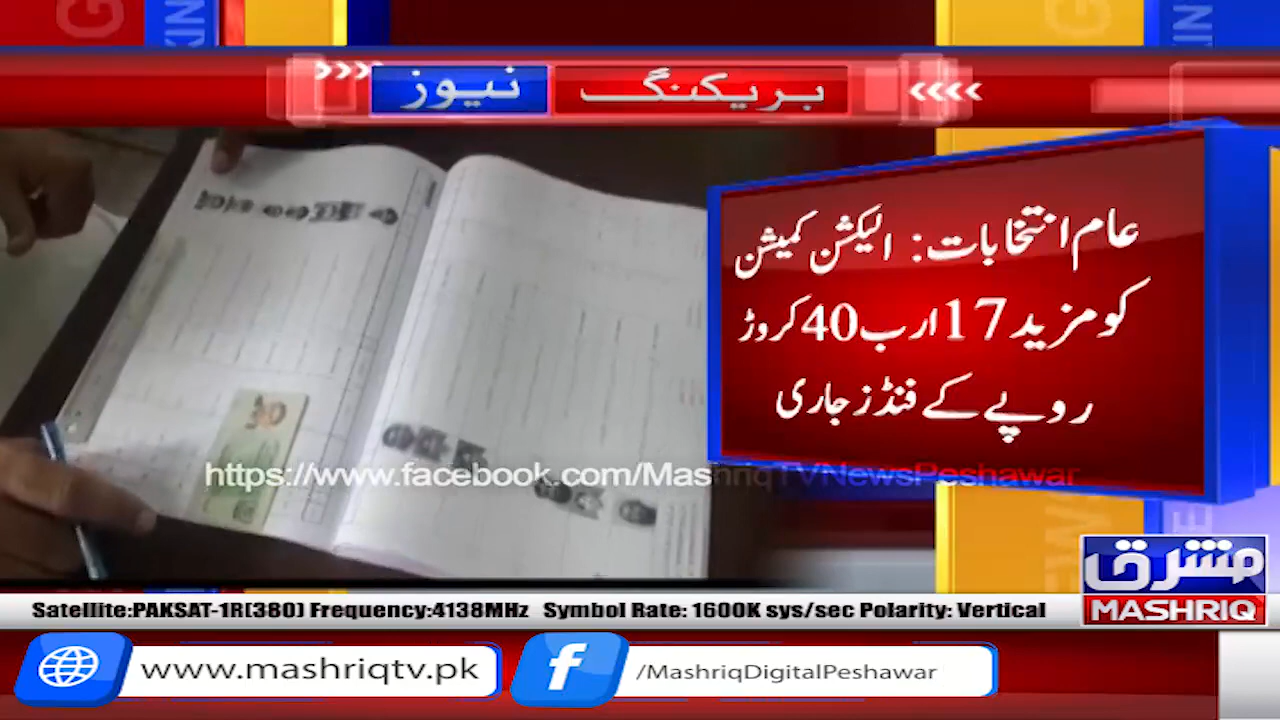 بریکنگ نیوز
عام انتخابات: الیکشن کمیشن
کو مزید 17 ارب 40 کروڑ
روپے کے فنڈز جاری
https://www.facebook.com/MashriqTVNewsPeshawar
مشرق
MASHRIQ
Satellite:PAKSAT-1R(380) Frequency:4138MHz Symbol Rate: 1600K sys/sec Polarity: Vertical
www.mashriqtv.pk
/MashriqDigitalPeshawar